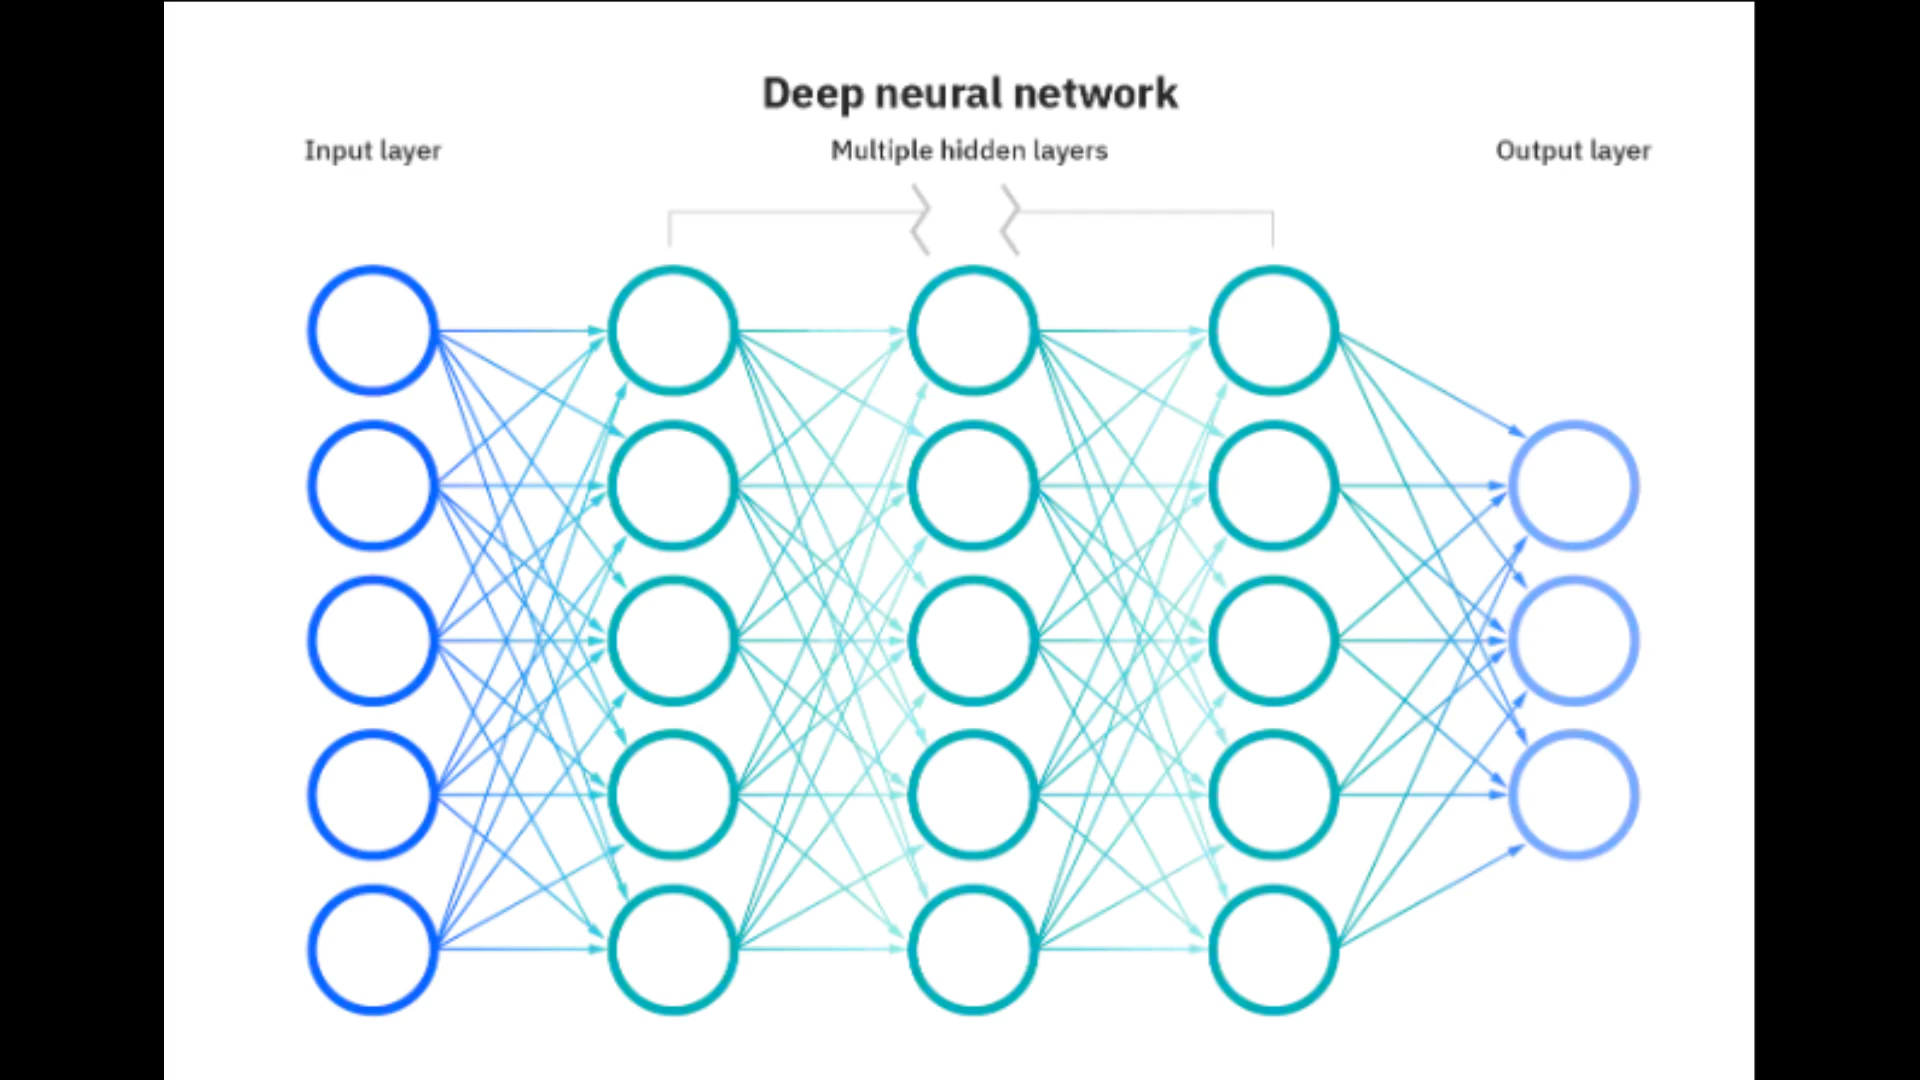 Deep neural network
Input layer
Multiple hidden layers
Output layer